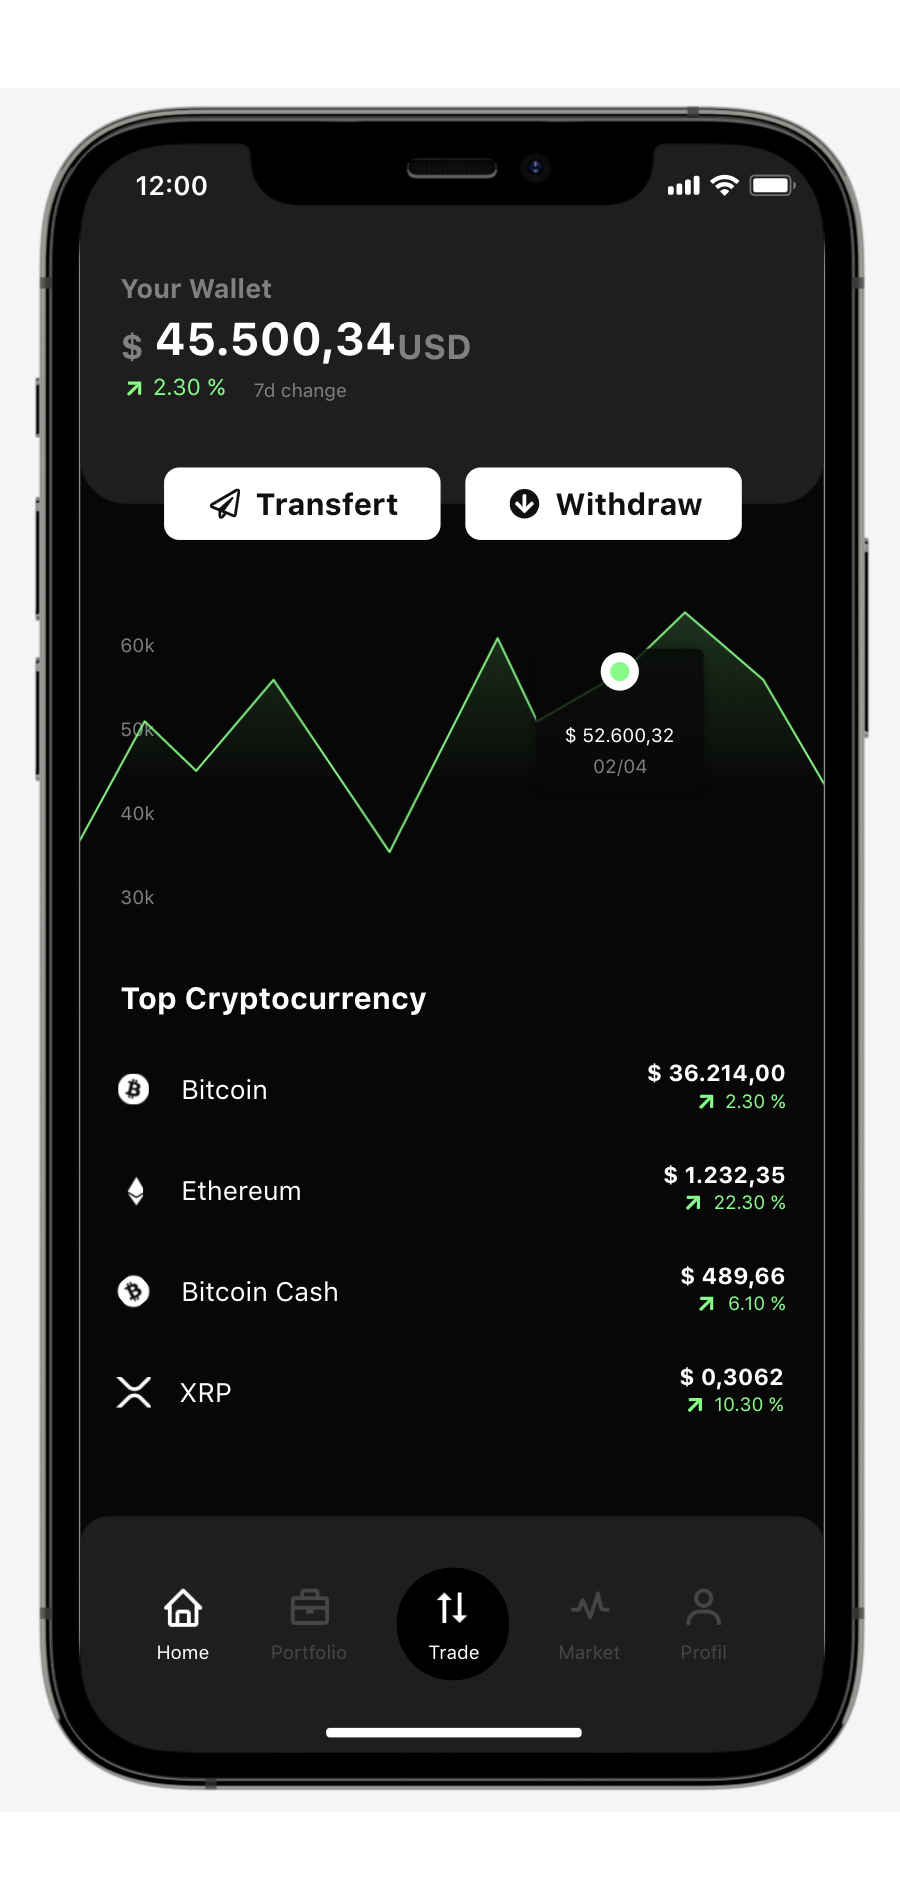 12:00
Your Wallet
$ 45.500,34 USD
2.30 % 7d change
Transfert Withdraw
60k
50k
$ 52.600,32
02/04
40k
30k
Top Cryptocurrency
Bitcoin $ 36.214,00
2.30 %
Ethereum $ 1.232,35
22.30 %
Bitcoin Cash $ 489,66
6.10 %
XRP $ 0,3062
10.30 %
Home Portfolio Trade Market Profil